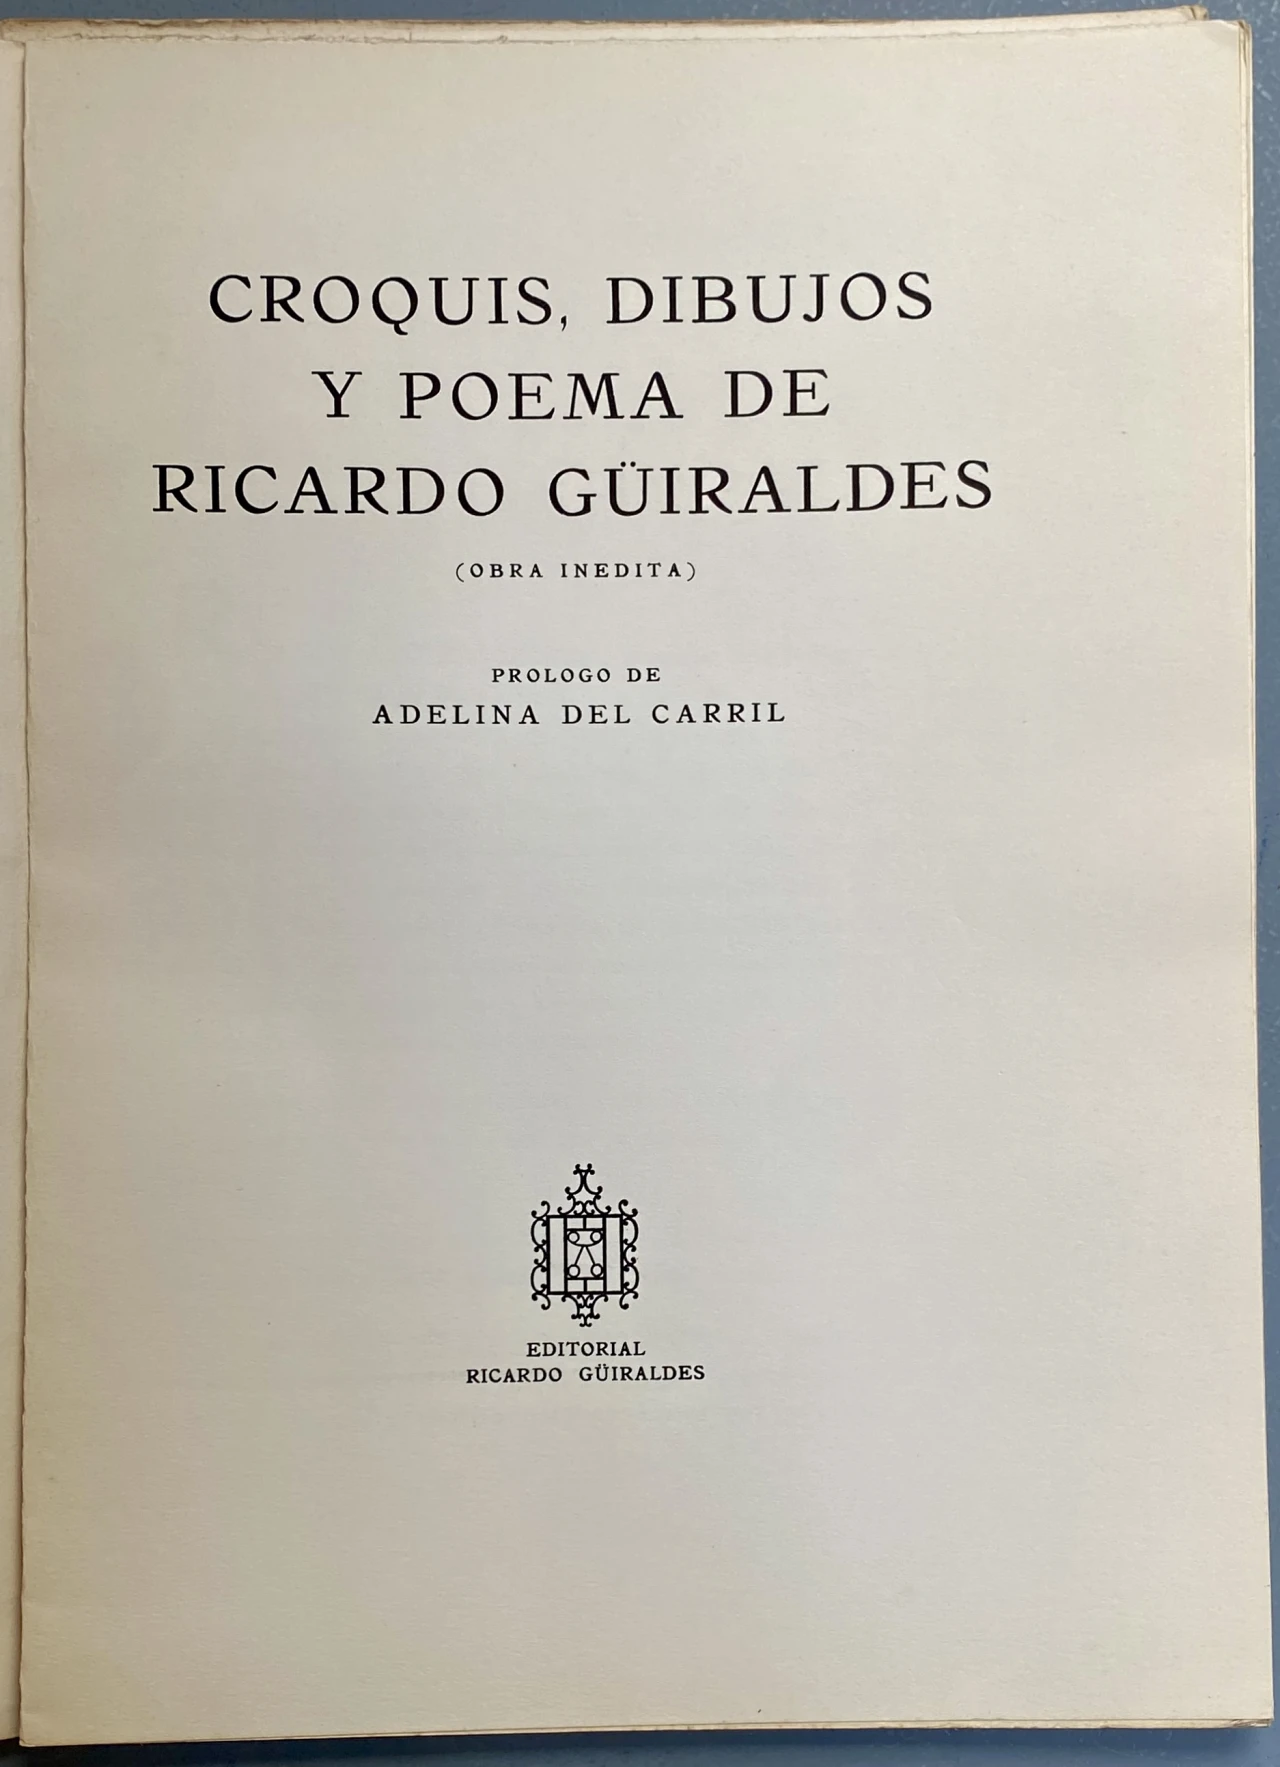 CROQUIS, DIBUJOS
Y POEMA DE
RICARDO GÜIRALDES
(OBRA INEDITA)
PROLOGO DE
ADELINA DEL CARRIL
EDITORIAL
RICARDO GÜIRALDES